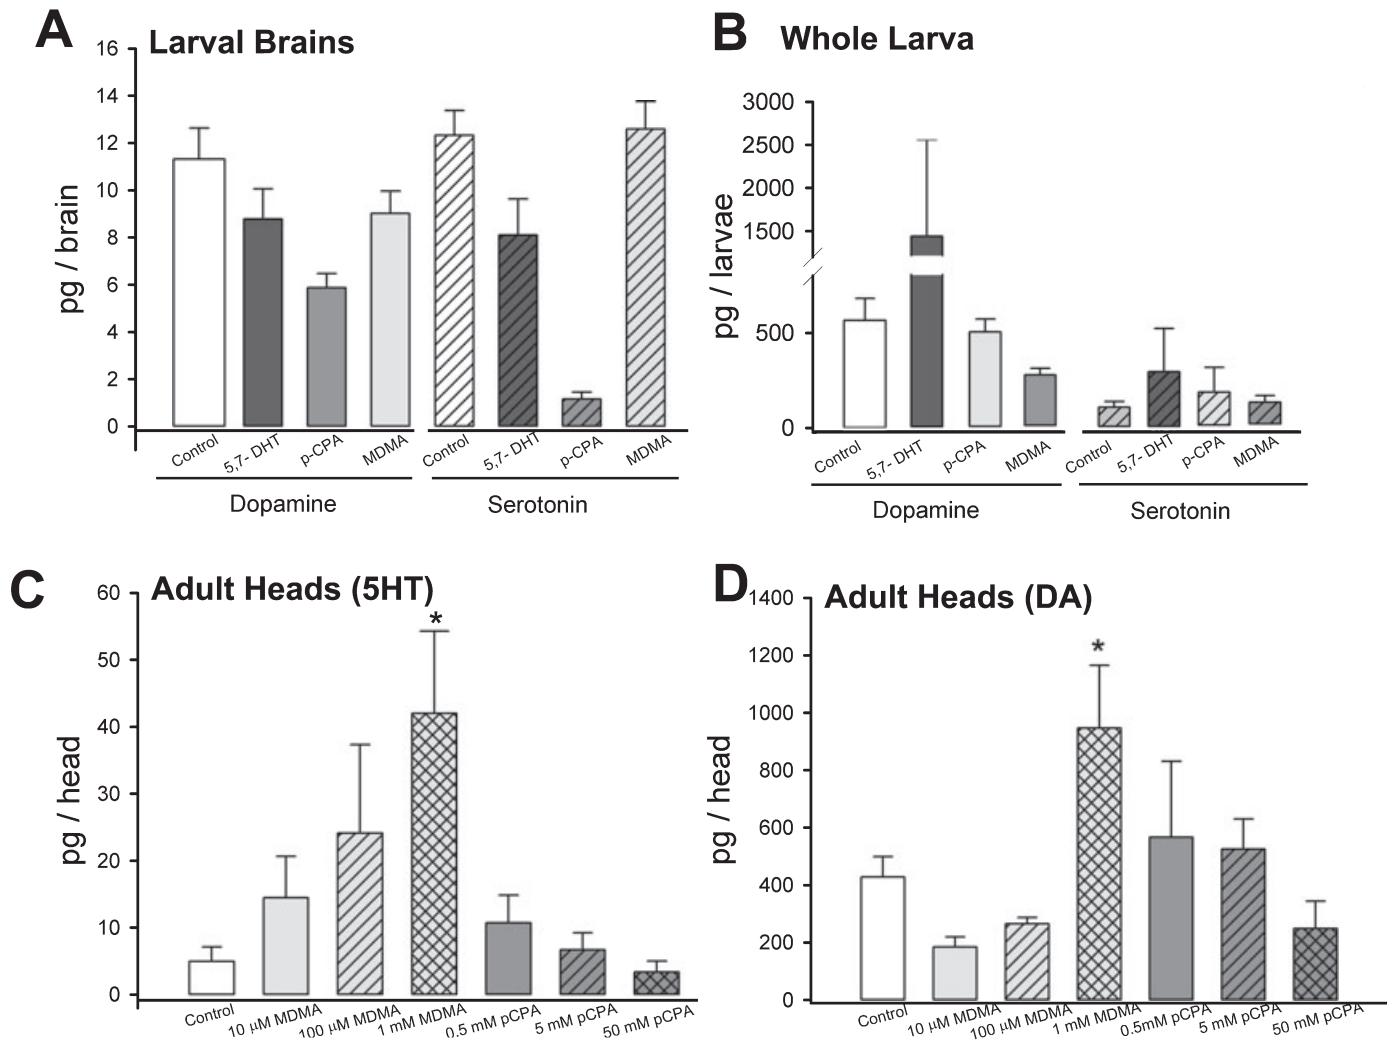 A
Larval Brains
pg / brain
16
14
12
10
8
6
4
2
0
Control
5,7- DHT
p-CPA
MDMA
Control
5,7- DHT
p-CPA
MDMA
Dopamine
Serotonin
B
Whole Larva
pg / larvae
3000
2500
2000
1500
500
0
Control
5,7- DHT
p-CPA
MDMA
Control
5,7- DHT
p-CPA
MDMA
Dopamine
Serotonin
C
Adult Heads (5HT)
pg / head
60
50
40
30
20
10
0
*
Control
10 µM MDMA
100 µM MDMA
1 mM MDMA
0.5 mM pCPA
5 mM pCPA
50 mM pCPA
D
Adult Heads (DA)
pg / head
1400
1200
1000
800
600
400
200
0
*
Control
10 µM MDMA
100 µM MDMA
1 mM MDMA
0.5mM pCPA
5 mM pCPA
50 mM pCPA